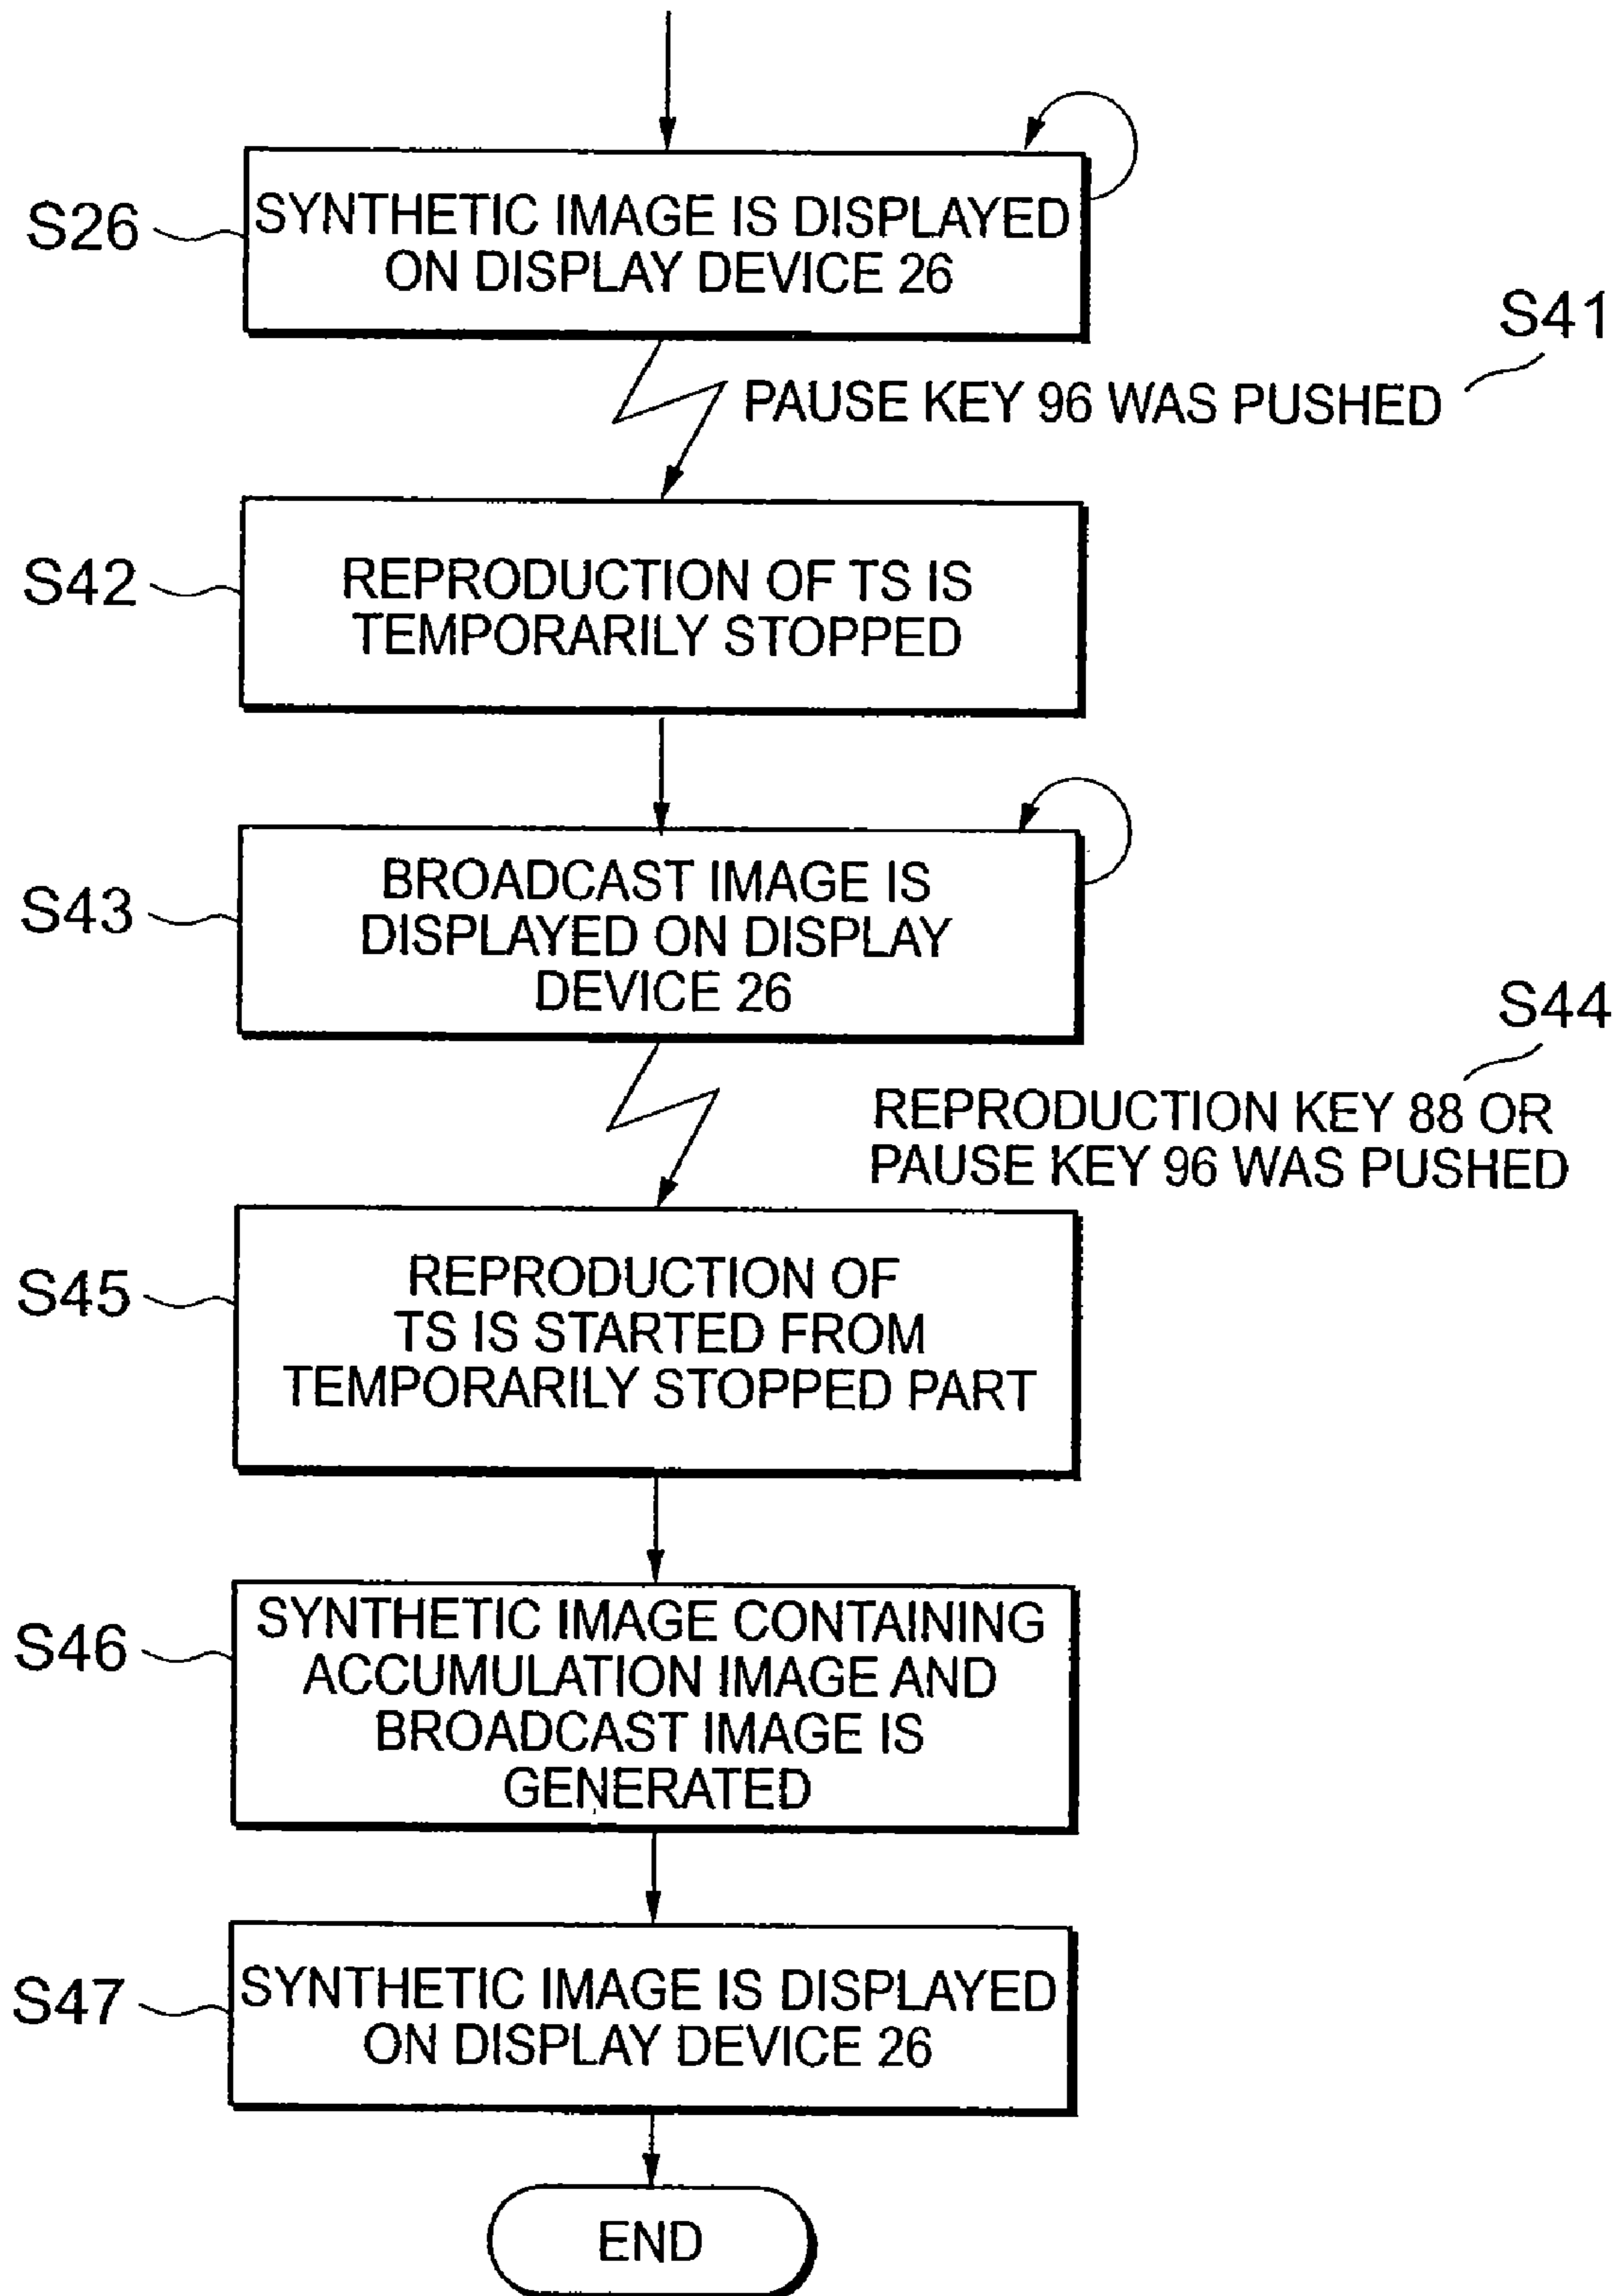 S26
SYNTHETIC IMAGE IS DISPLAYED
ON DISPLAY DEVICE 26
S41
PAUSE KEY 96 WAS PUSHED
S42
REPRODUCTION OF TS IS
TEMPORARILY STOPPED
S43
BROADCAST IMAGE IS
DISPLAYED ON DISPLAY
DEVICE 26
S44
REPRODUCTION KEY 88 OR
PAUSE KEY 96 WAS PUSHED
S45
REPRODUCTION OF
TS IS STARTED FROM
TEMPORARILY STOPPED PART
S46
SYNTHETIC IMAGE CONTAINING
ACCUMULATION IMAGE AND
BROADCAST IMAGE IS
GENERATED
S47
SYNTHETIC IMAGE IS DISPLAYED
ON DISPLAY DEVICE 26
END